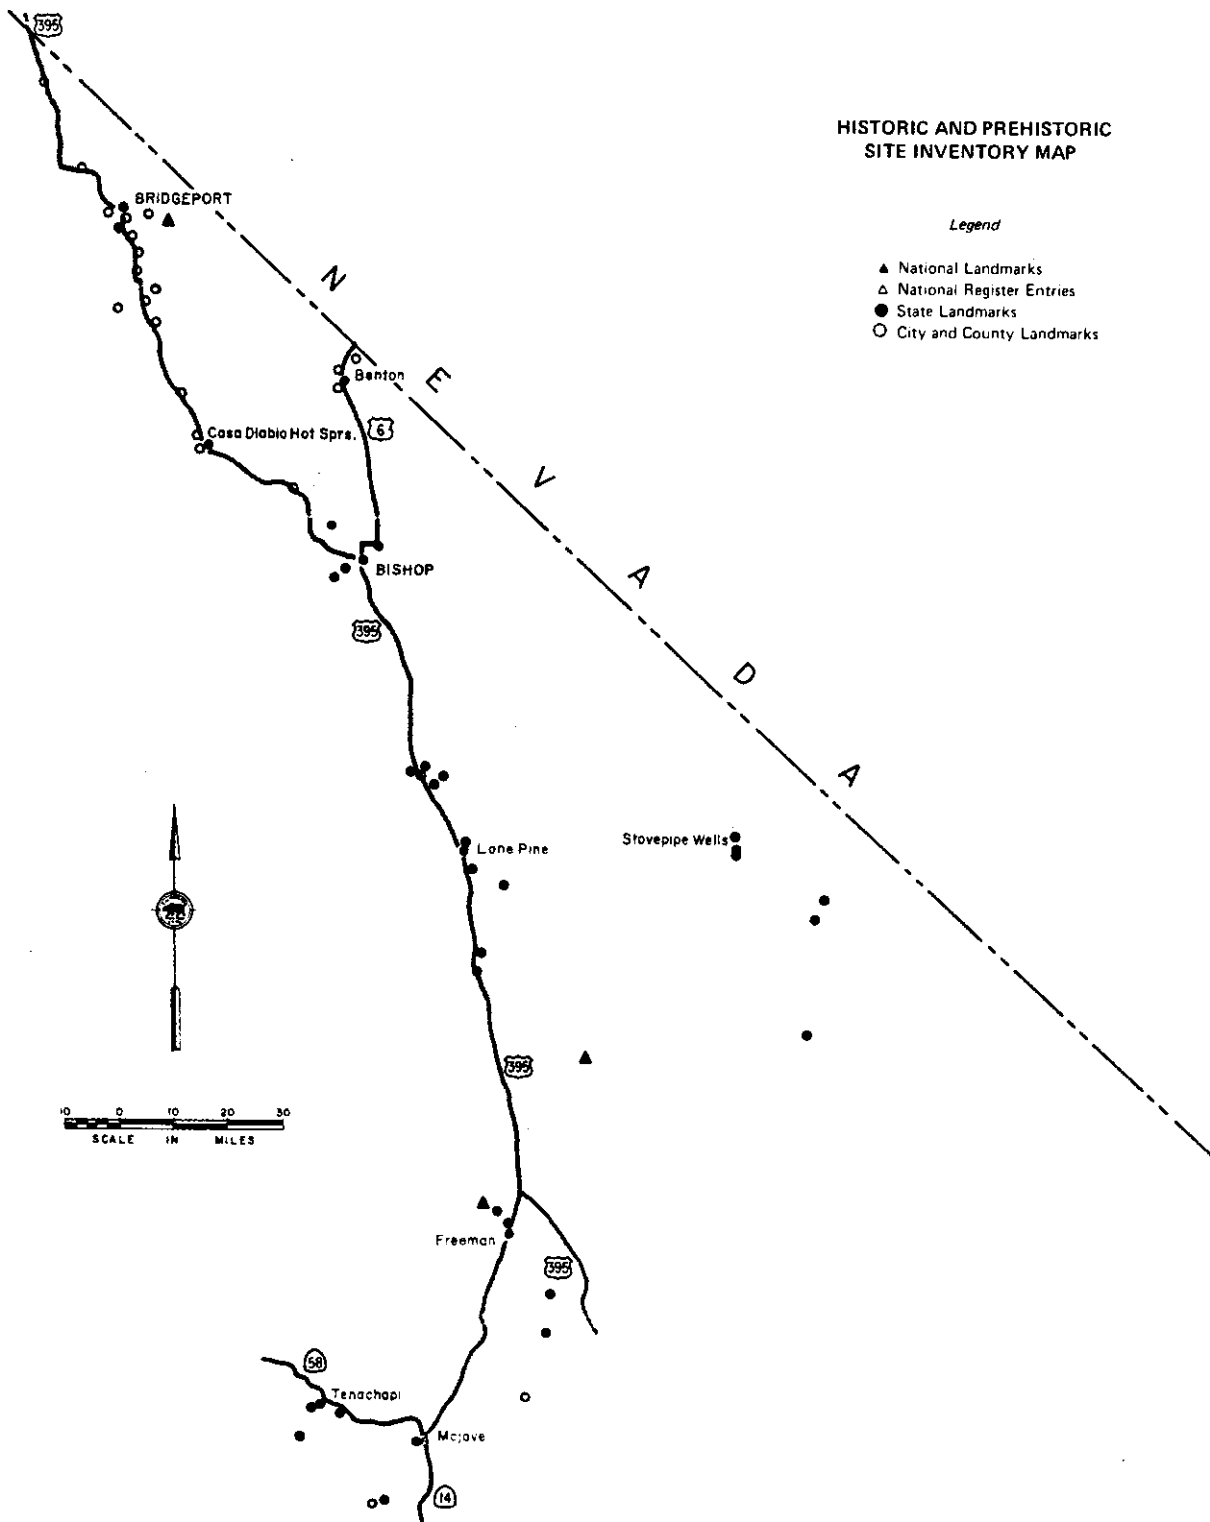 395
HISTORIC AND PREHISTORIC
SITE INVENTORY MAP
BRIDGEPORT
Legend
National Landmarks
National Register Entries
State Landmarks
City and County Landmarks
N
E
V
A
D
A
Benton
Casa Diablo Hot Sprs.
6
BISHOP
395
Lone Pine
Stovepipe Wells
395
10 0 10 20 30
SCALE IN MILES
Freeman
395
58
Tenachapi
Mojave
14